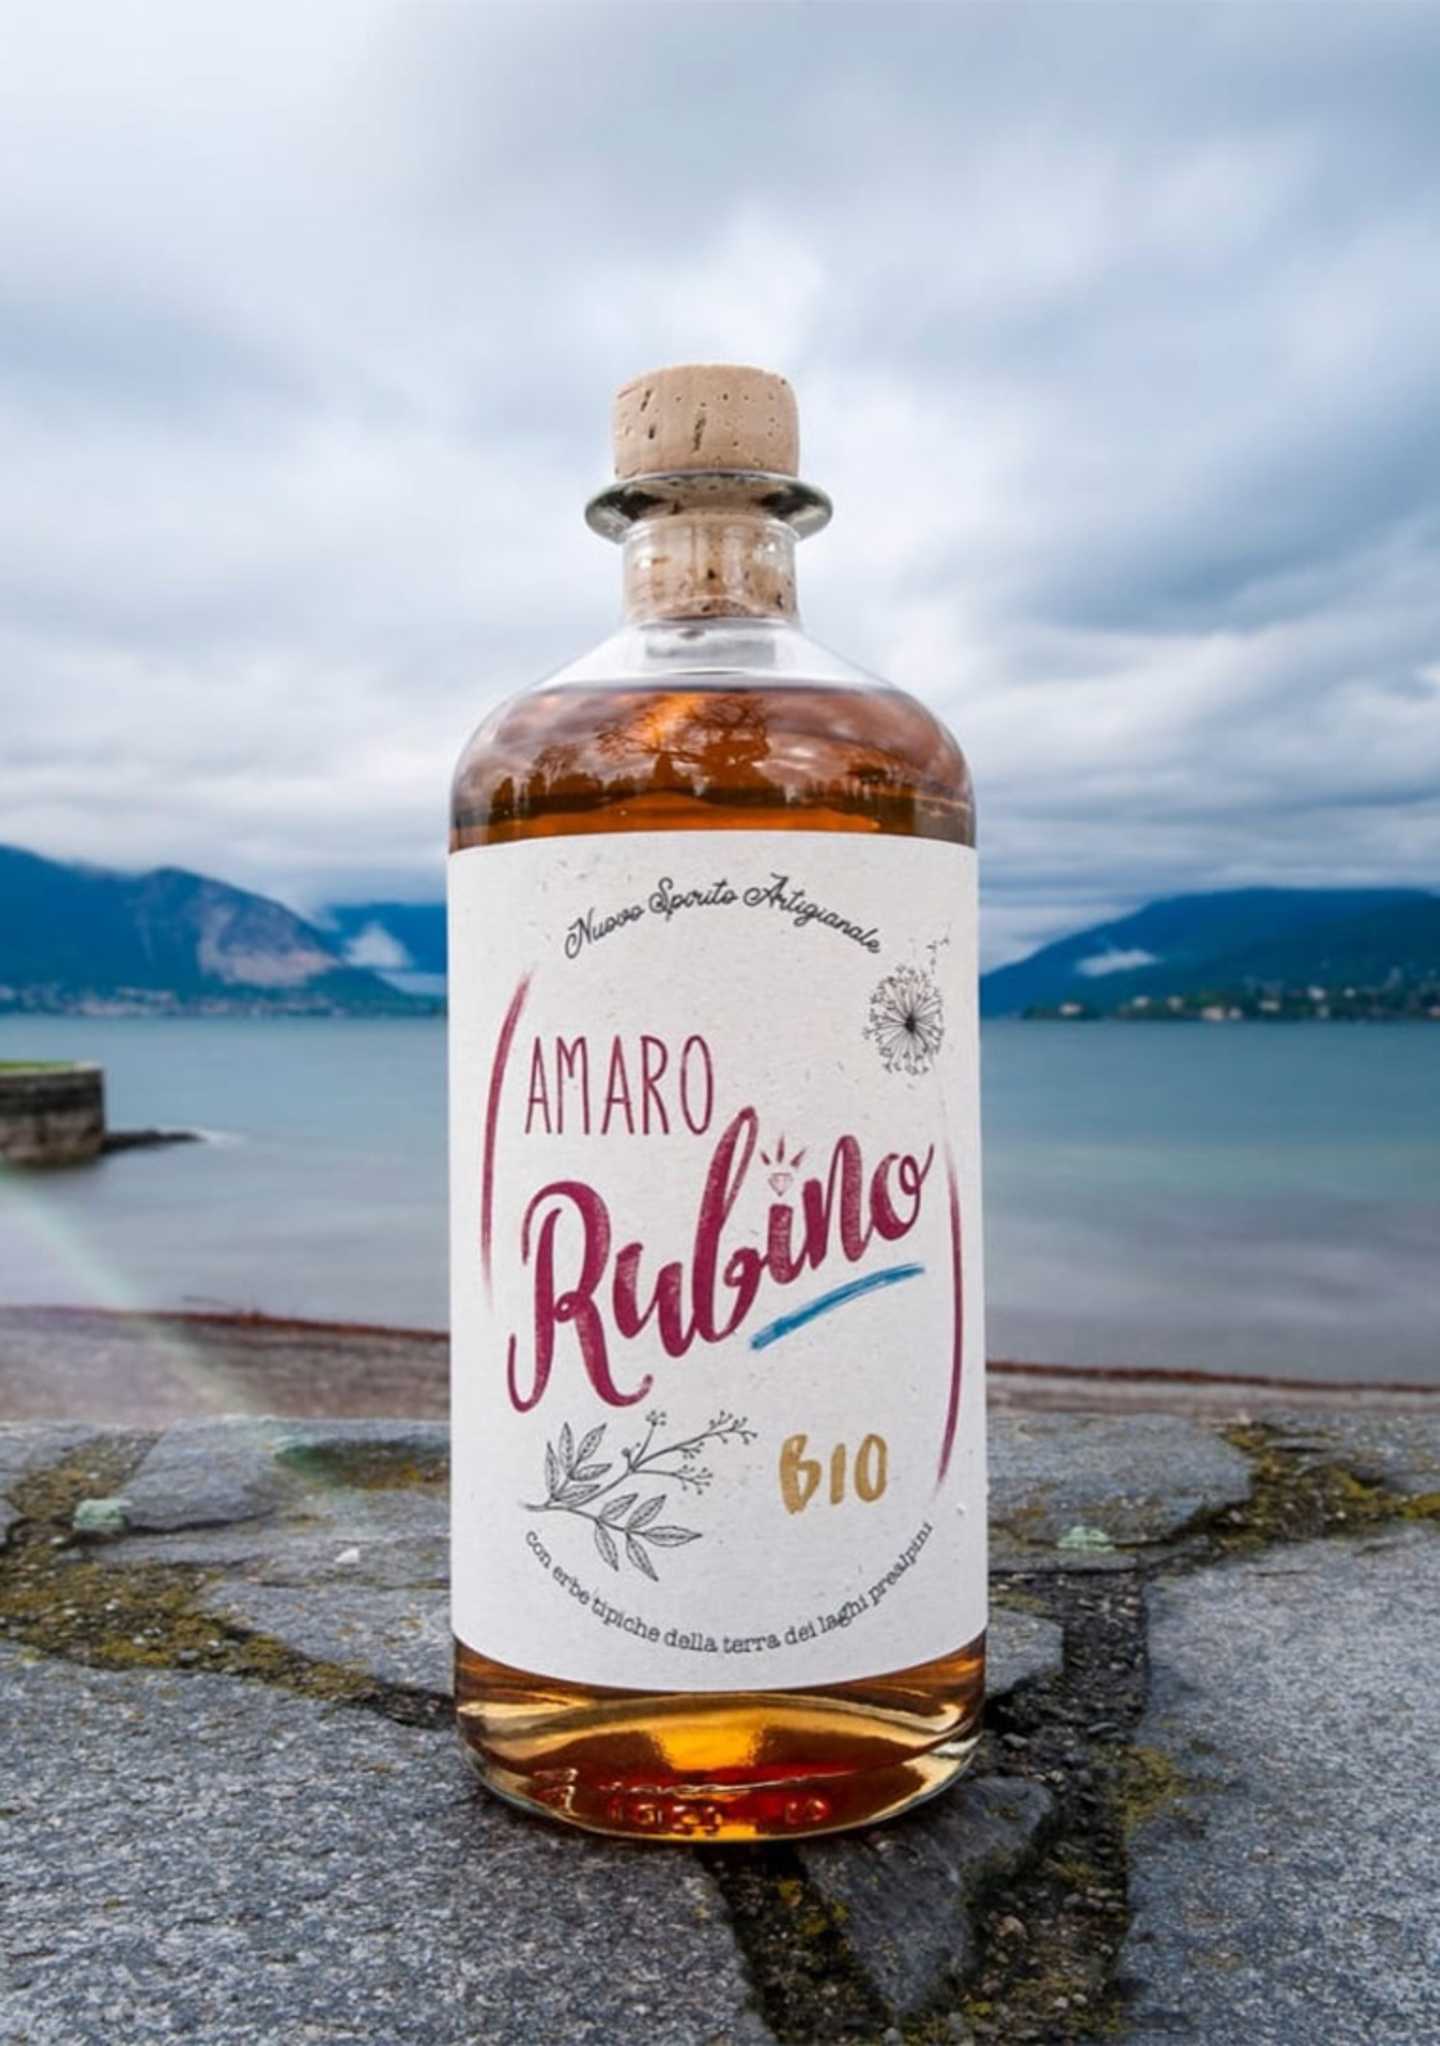 Nuovo Spirito Artigianale
AMARO
Rubino
BIO
con erbe tipiche della terra dei laghi prealpini